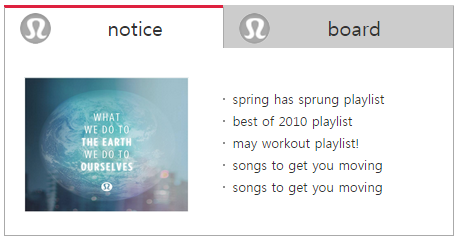 notice
board
WHAT
WE DO TO
THE EARTH
WE DO TO
OURSELVES
· spring has sprung playlist
· best of 2010 playlist
· may workout playlist!
· songs to get you moving
· songs to get you moving